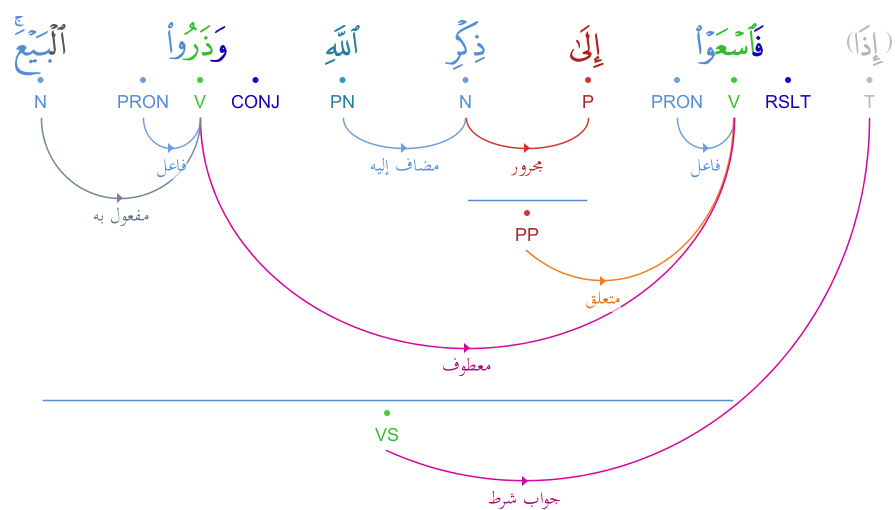 (إِذَا) فَٱسْعَوْا۟ إِلَىٰ ذِكْرِ ٱللَّهِ وَذَرُوا۟ ٱلْبَيْعَ ۚ
T RSLT V PRON P N PN CONJ V PRON N
فاعل مجرور مضاف إليه فاعل
مفعول به
PP
متعلق
معطوف
VS
جواب شرط